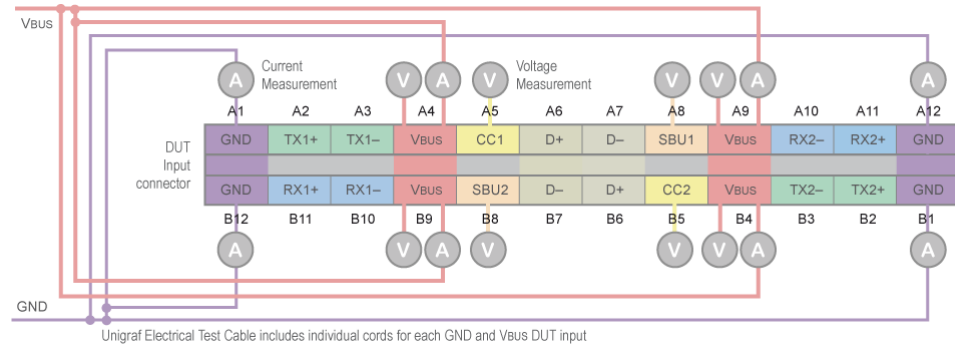 VBUS
A
Current
Measurement
V
A
V
Voltage
Measurement
V
V
A
A
A1
A2
A3
A4
A5
A6
A7
A8
A9
A10
A11
A12
DUT
Input
connector
GND
TX1+
TX1–
VBUS
CC1
D+
D–
SBU1
VBUS
RX2–
RX2+
GND
GND
RX1+
RX1–
VBUS
SBU2
D–
D+
CC2
VBUS
TX2–
TX2+
GND
B12
B11
B10
B9
B8
B7
B6
B5
B4
B3
B2
B1
A
V
A
V
V
V
A
A
GND
Unigraf Electrical Test Cable includes individual cords for each GND and VBUS DUT input